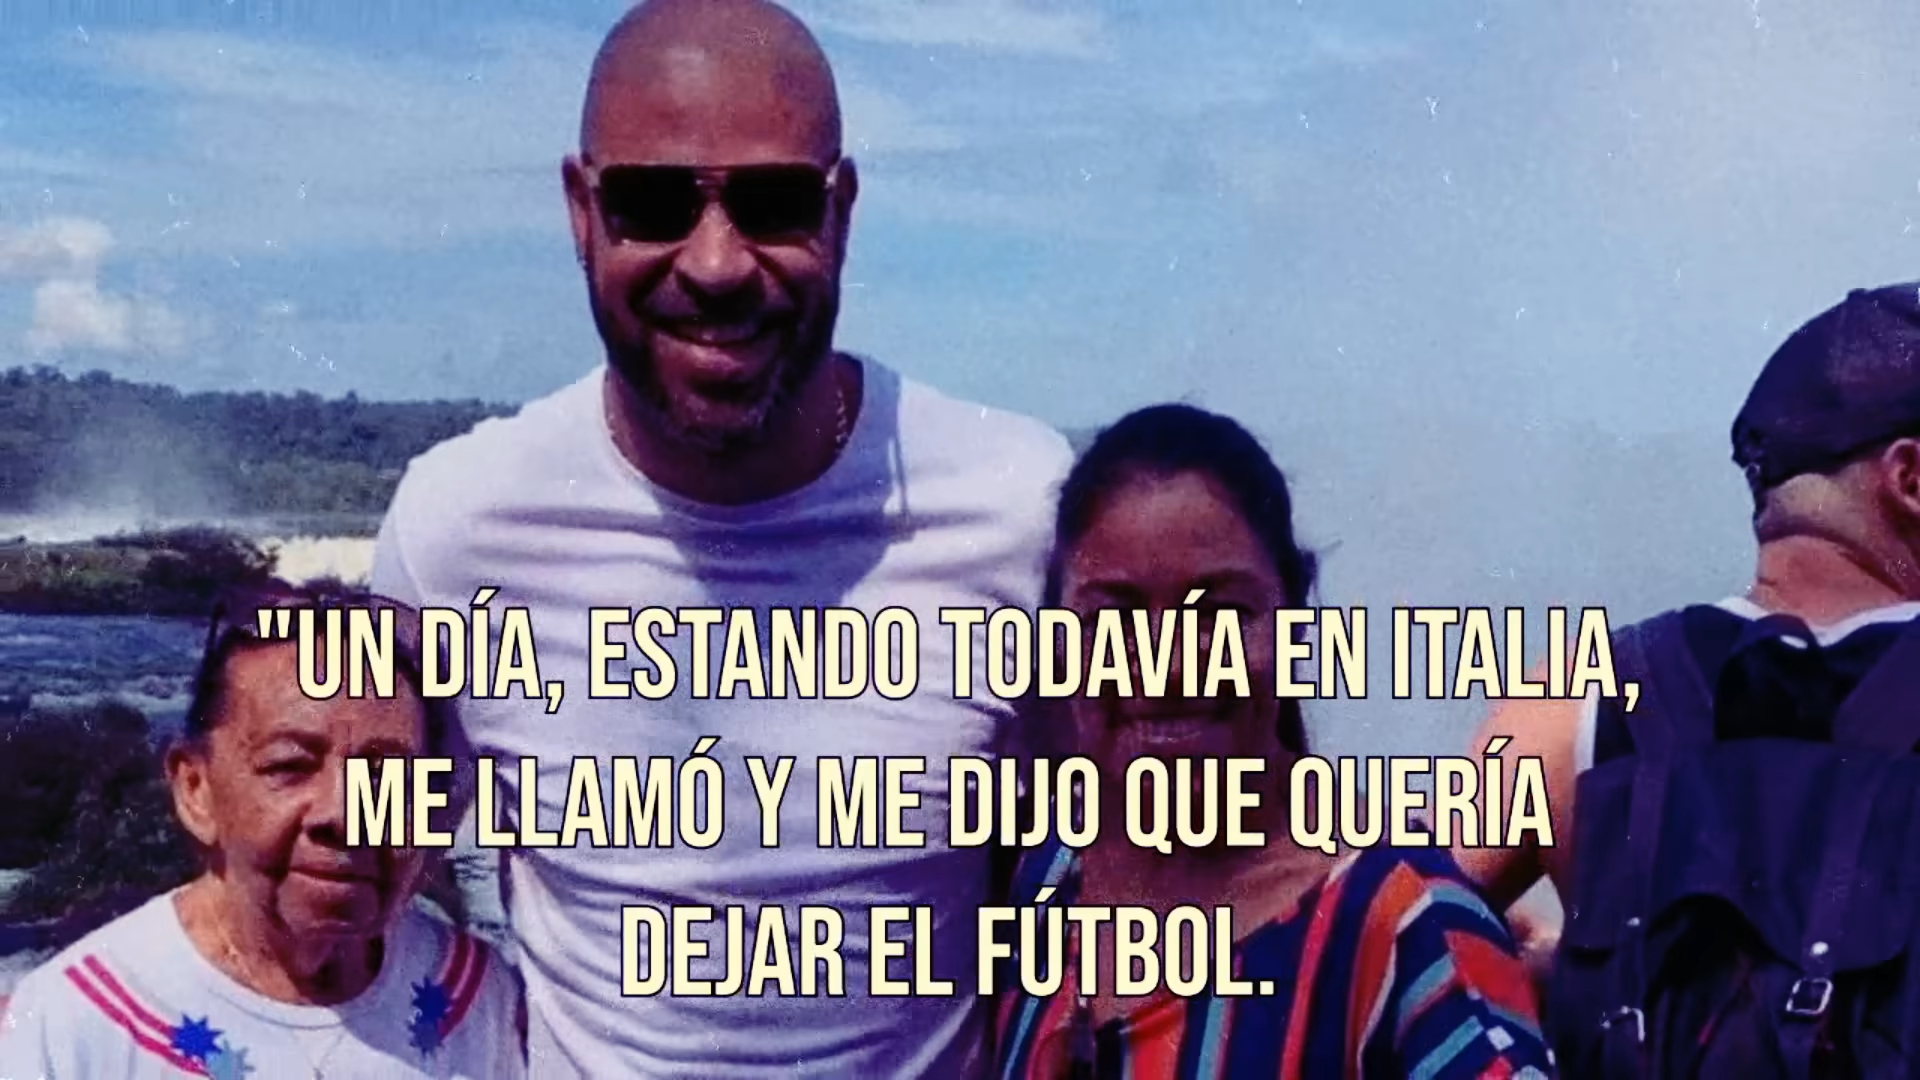 "UN DÍA, ESTANDO TODAVÍA EN ITALIA,
ME LLAMÓ Y ME DIJO QUE QUERÍA
DEJAR EL FÚTBOL.